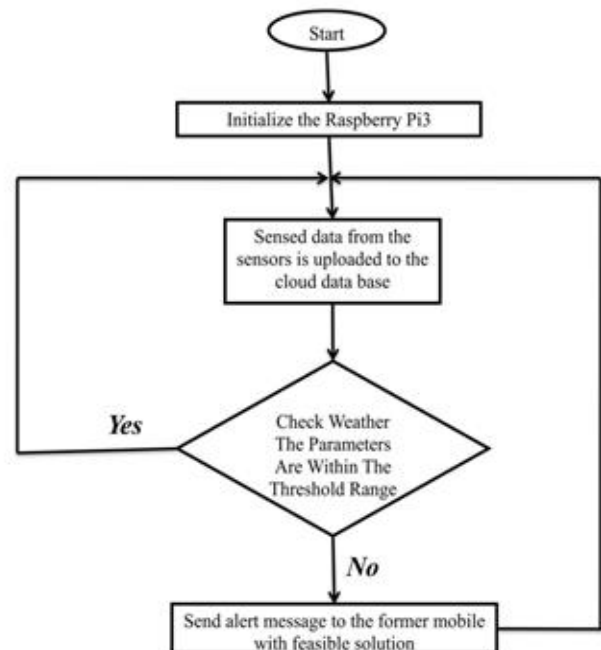 Start
Initialize the Raspberry Pi3
Sensed data from the
sensors is uploaded to the
cloud data base
Yes
Check Weather
The Parameters
Are Within The
Threshold Range
No
Send alert message to the former mobile
with feasible solution